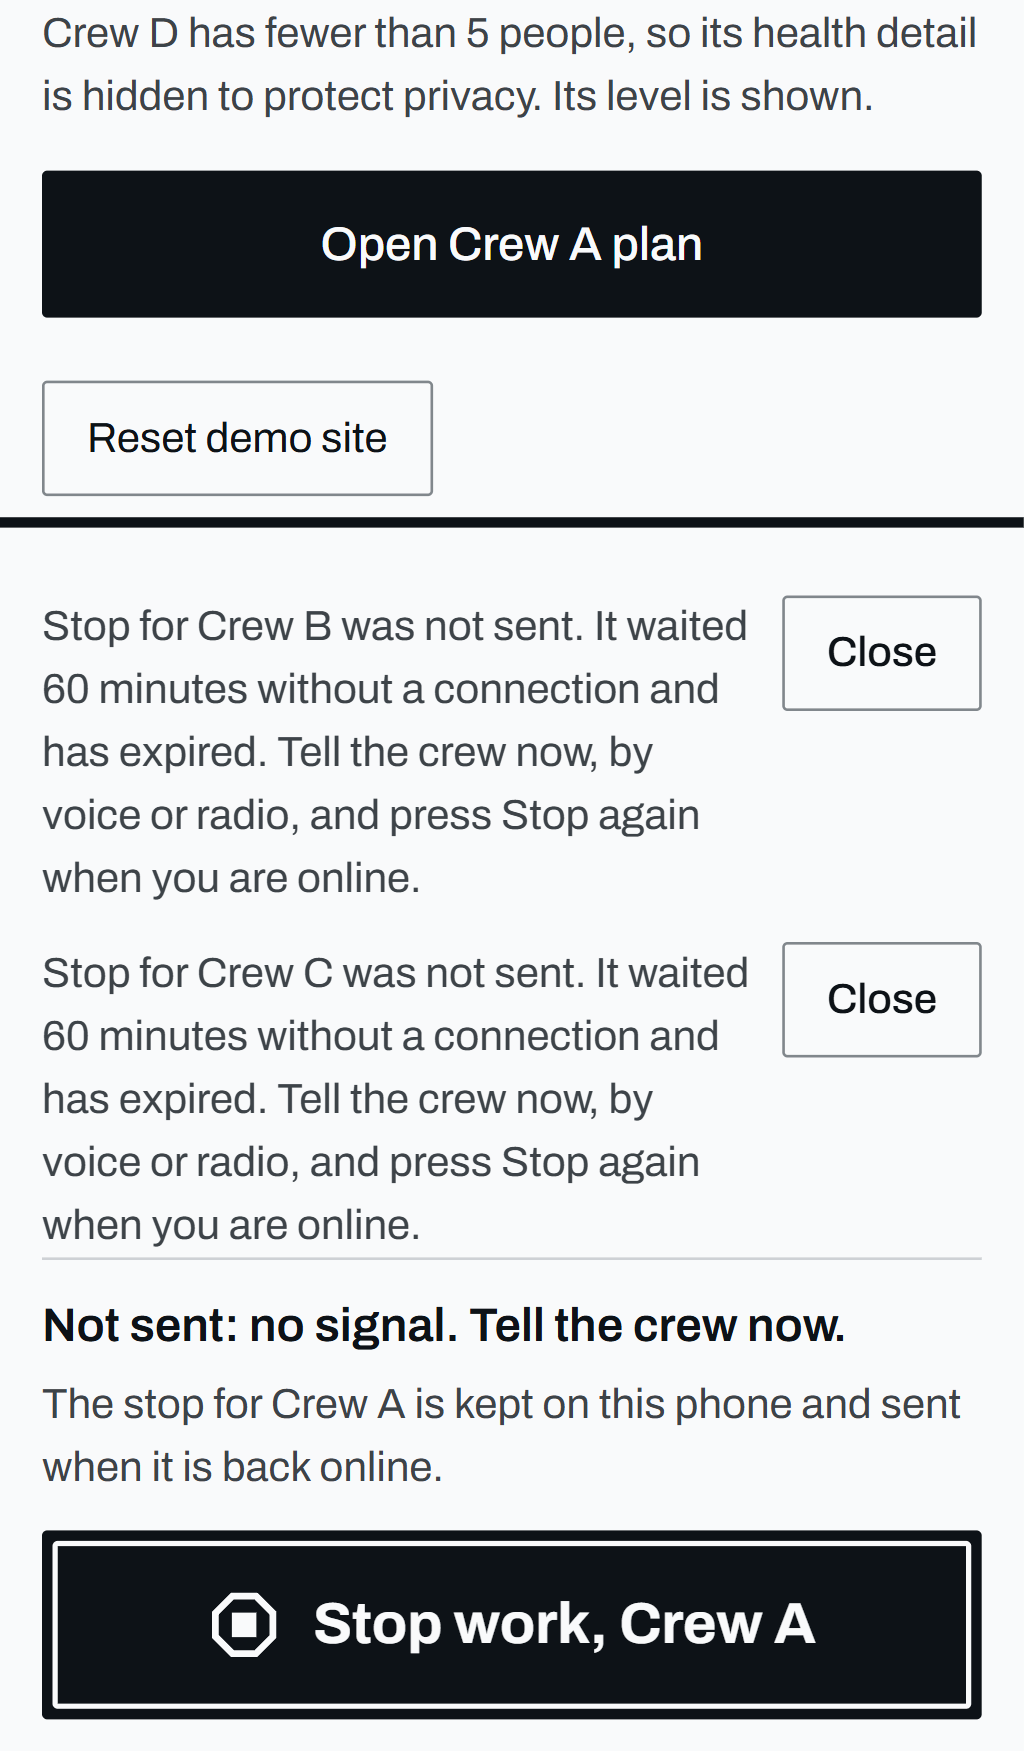 Crew D has fewer than 5 people, so its health detail
is hidden to protect privacy. Its level is shown.
Open Crew A plan
Reset demo site
Stop for Crew B was not sent. It waited
60 minutes without a connection and
has expired. Tell the crew now, by
voice or radio, and press Stop again
when you are online.
Close
Stop for Crew C was not sent. It waited
60 minutes without a connection and
has expired. Tell the crew now, by
voice or radio, and press Stop again
when you are online.
Close
Not sent: no signal. Tell the crew now.
The stop for Crew A is kept on this phone and sent
when it is back online.
Stop work, Crew A